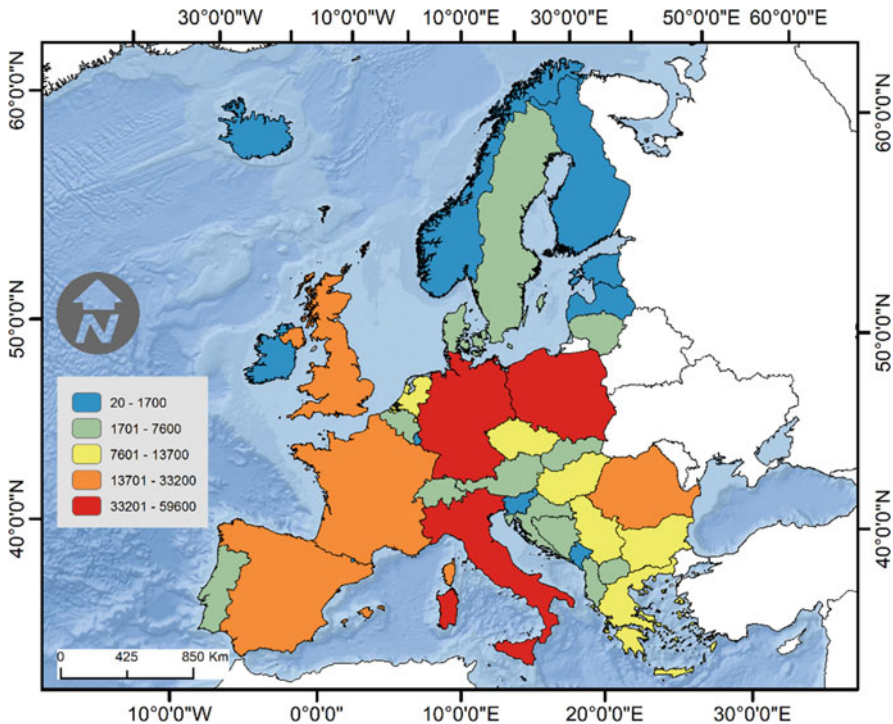 30°0'0"W 10°0'0"W 10°0'0"E 30°0'0"E 50°0'0"E 60°0'0"E
60°0'0"N 60°0'0"N
50°0'0"N 50°0'0"N
N
20 - 1700
1701 - 7600
7601 - 13700
13701 - 33200
33201 - 59600
40°0'0"N 40°0'0"N
0 425 850 Km
10°0'0"W 0°0'0" 10°0'0"E 20°0'0"E 30°0'0"E